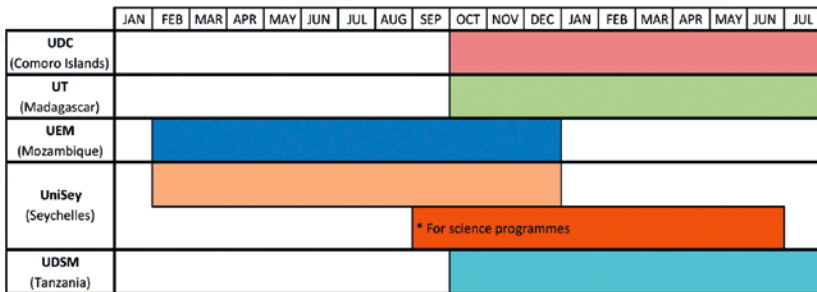 JAN FEB MAR APR MAY JUN JUL AUG SEP OCT NOV DEC JAN FEB MAR APR MAY JUN JUL
UDC
(Comoro Islands)
UT
(Madagascar)
UEM
(Mozambique)
UniSey
(Seychelles)
* For science programmes
UDSM
(Tanzania)